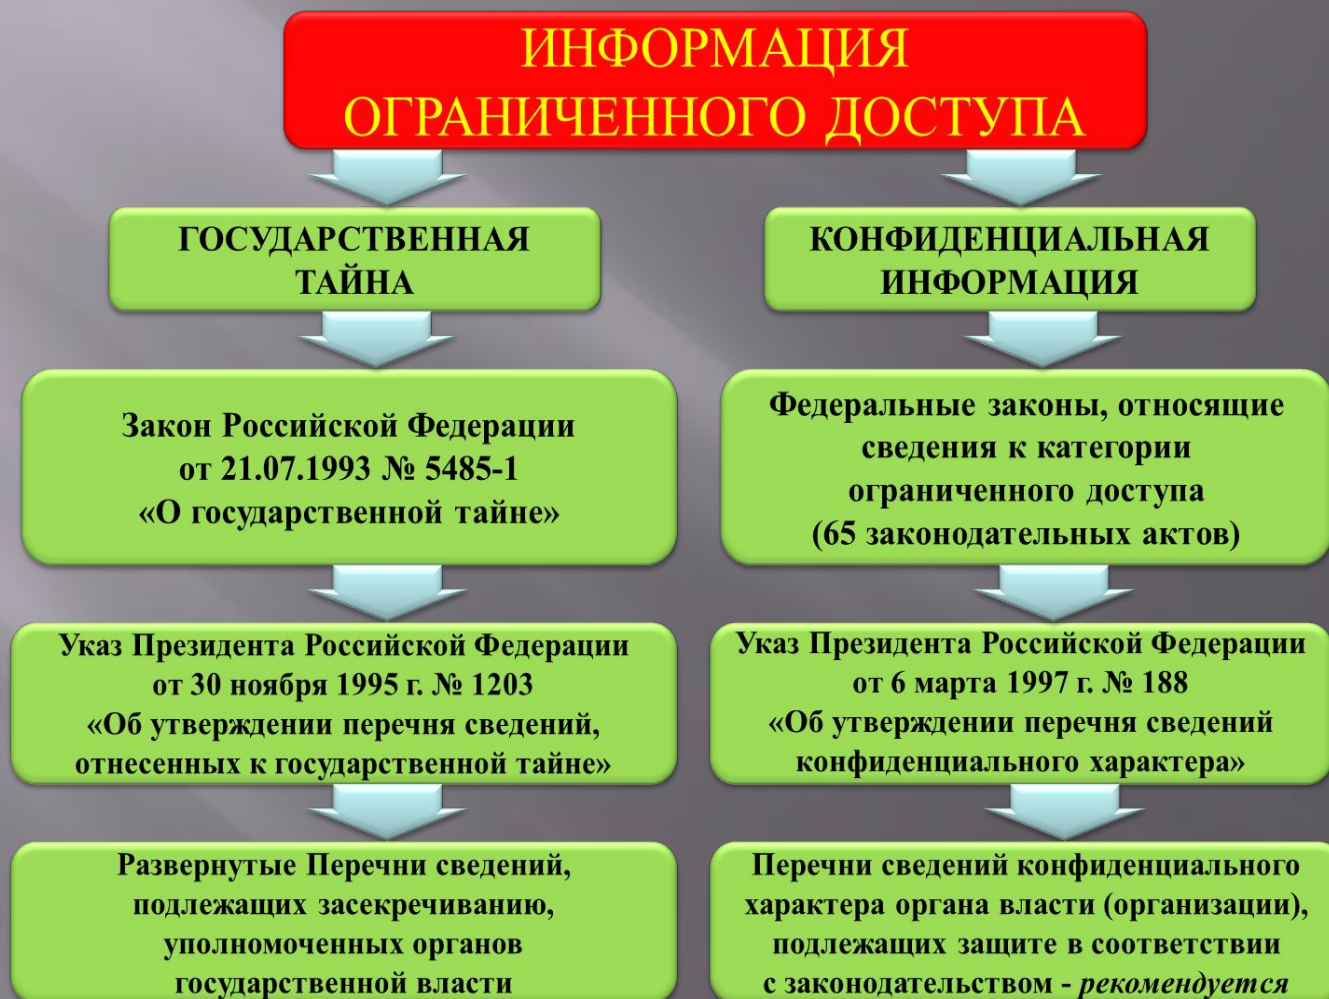 ИНФОРМАЦИЯ
ОГРАНИЧЕННОГО ДОСТУПА
ГОСУДАРСТВЕННАЯ
ТАЙНА
Закон Российской Федерации
от 21.07.1993 № 5485-1
«О государственной тайне»
Указ Президента Российской Федерации
от 30 ноября 1995 г. № 1203
«Об утверждении перечня сведений,
отнесенных к государственной тайне»
Развернутые Перечни сведений,
подлежащих засекречиванию,
уполномоченных органов
государственной власти
КОНФИДЕНЦИАЛЬНАЯ
ИНФОРМАЦИЯ
Федеральные законы, относящие
сведения к категории
ограниченного доступа
(65 законодательных актов)
Указ Президента Российской Федерации
от 6 марта 1997 г. № 188
«Об утверждении перечня сведений
конфиденциального характера»
Перечни сведений конфиденциального
характера органа власти (организации),
подлежащих защите в соответствии
с законодательством - рекомендуется